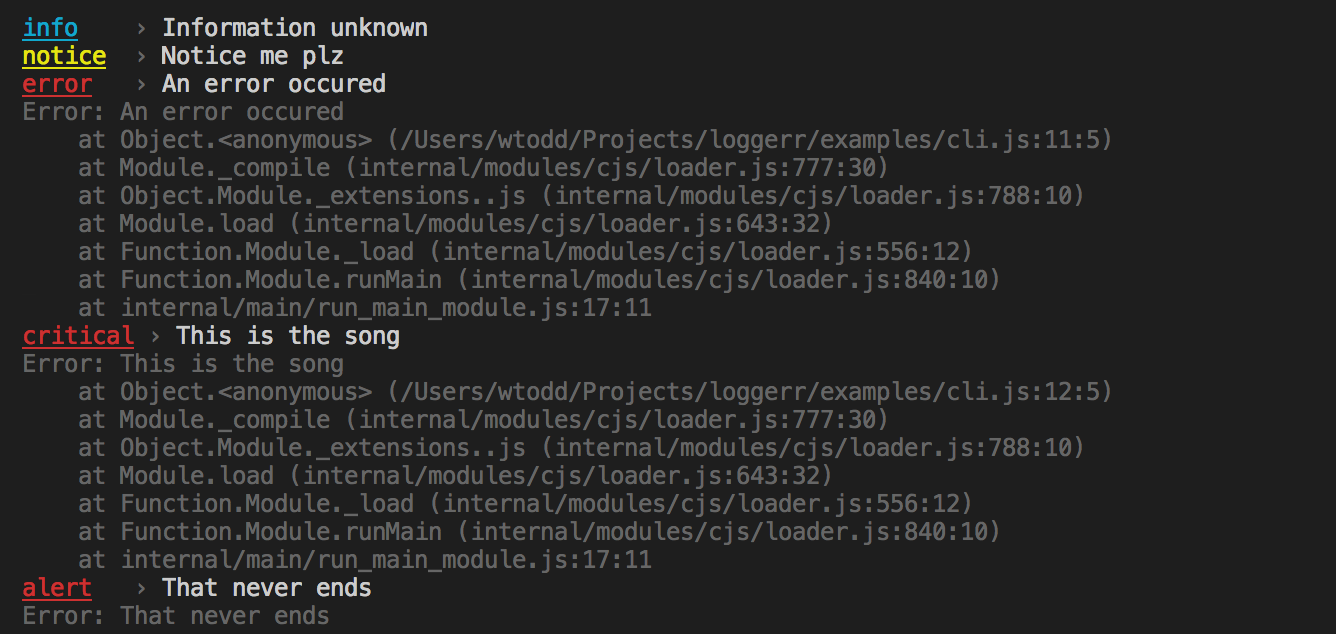 info    › Information unknown
notice  › Notice me plz
error   › An error occured
Error: An error occured
    at Object.<anonymous> (/Users/wtodd/Projects/loggerr/examples/cli.js:11:5)
    at Module._compile (internal/modules/cjs/loader.js:777:30)
    at Object.Module._extensions..js (internal/modules/cjs/loader.js:788:10)
    at Module.load (internal/modules/cjs/loader.js:643:32)
    at Function.Module._load (internal/modules/cjs/loader.js:556:12)
    at Function.Module.runMain (internal/modules/cjs/loader.js:840:10)
    at internal/main/run_main_module.js:17:11
critical › This is the song
Error: This is the song
    at Object.<anonymous> (/Users/wtodd/Projects/loggerr/examples/cli.js:12:5)
    at Module._compile (internal/modules/cjs/loader.js:777:30)
    at Object.Module._extensions..js (internal/modules/cjs/loader.js:788:10)
    at Module.load (internal/modules/cjs/loader.js:643:32)
    at Function.Module._load (internal/modules/cjs/loader.js:556:12)
    at Function.Module.runMain (internal/modules/cjs/loader.js:840:10)
    at internal/main/run_main_module.js:17:11
alert   › That never ends
Error: That never ends